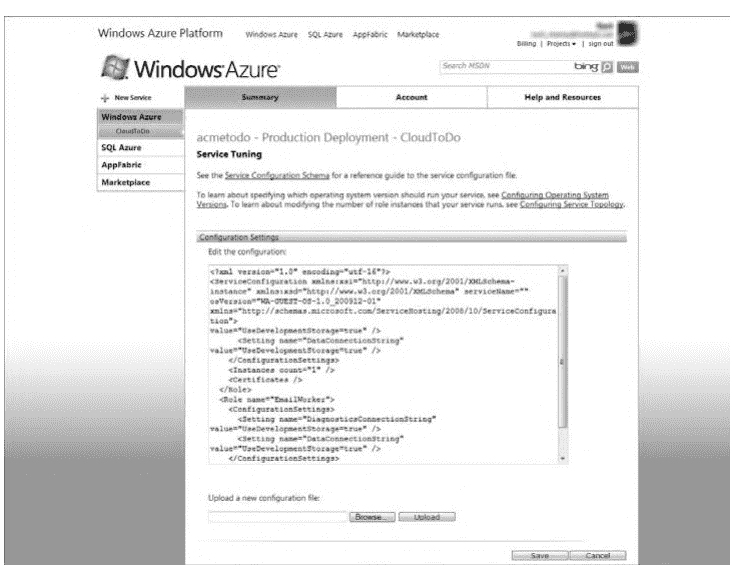 Windows Azure Platform Windows Azure SQL Azure AppFabric Marketplace
Billing | Projects | sign out
Windows Azure
Search MSDN bing Web
New Service Summary Account Help and Resources
Windows Azure
CloudToDo
SQL Azure
AppFabric
Marketplace
acmetodo - Production Deployment - CloudToDo
Service Tuning
See the Service Configuration Schema for a reference guide to the service configuration file.
To learn about specifying which operating system version should run your service, see Configuring Operating System
Versions. To learn about modifying the number of role instances that your service runs, see Configuring Service Topology.
Configuration Settings
Edit the configuration:
<?xml version="1.0" encoding="utf-16"?>
<ServiceConfiguration xmlns:xsi="http://www.w3.org/2001/XMLSchema-
instance" xmlns:xsd="http://www.w3.org/2001/XMLSchema" serviceName=""
osVersion="WA-GUEST-OS-1.0_200912-01"
xmlns="http://schemas.microsoft.com/ServiceHosting/2008/10/ServiceConfigura
tion">
value="UseDevelopmentStorage=true" />
<Setting name="DataConnectionString"
value="UseDevelopmentStorage=true" />
</ConfigurationSettings>
<Instances count="1" />
<Certificates />
</Role>
<Role name="EmailWorker">
<ConfigurationSettings>
<Setting name="DiagnosticsConnectionString"
value="UseDevelopmentStorage=true" />
<Setting name="DataConnectionString"
value="UseDevelopmentStorage=true" />
</ConfigurationSettings>
Upload a new configuration file:
Browse... Upload
Save Cancel